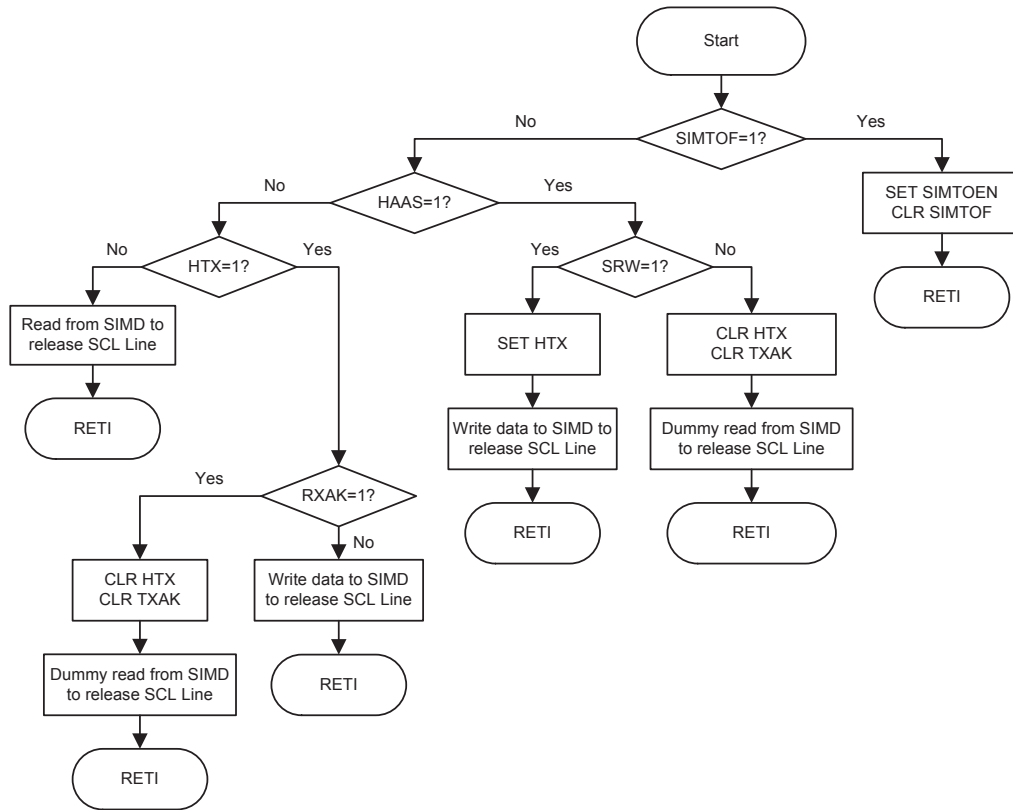 Start
SIMTOF=1?
No
Yes
SET SIMTOEN
CLR SIMTOF
RETI
HAAS=1?
No
Yes
HTX=1?
No
Yes
Read from SIMD to
release SCL Line
RETI
SRW=1?
Yes
No
SET HTX
Write data to SIMD to
release SCL Line
RETI
CLR HTX
CLR TXAK
Dummy read from SIMD
to release SCL Line
RETI
RXAK=1?
Yes
No
CLR HTX
CLR TXAK
Dummy read from SIMD
to release SCL Line
RETI
Write data to SIMD
to release SCL Line
RETI